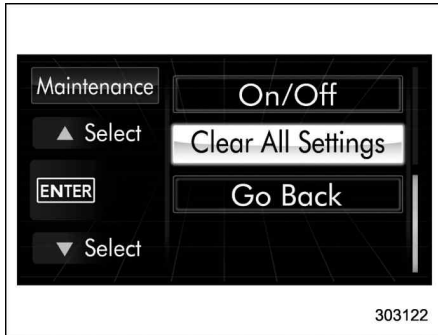 Maintenance
On/Off
▲ Select
Clear All Settings
ENTER
Go Back
▼ Select
303122